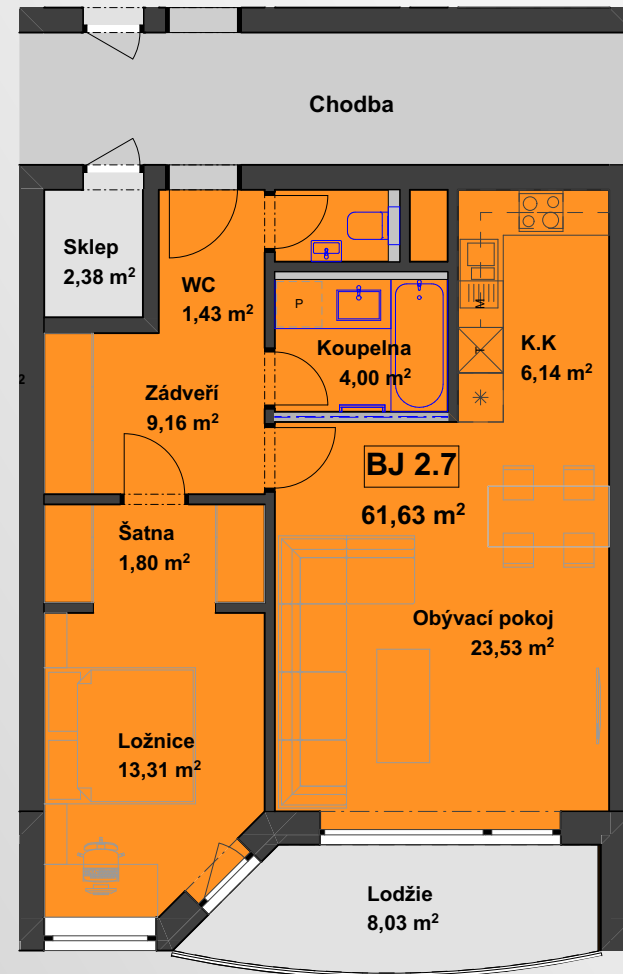 Chodba
Sklep
2,38 m²
WC
1,43 m²
P
Koupelna
4,00 m²
M
T
K.K
6,14 m²
2
Zádveří
9,16 m²
BJ 2.7
61,63 m²
Šatna
1,80 m²
Obývací pokoj
23,53 m²
Ložnice
13,31 m²
Lodžie
8,03 m²